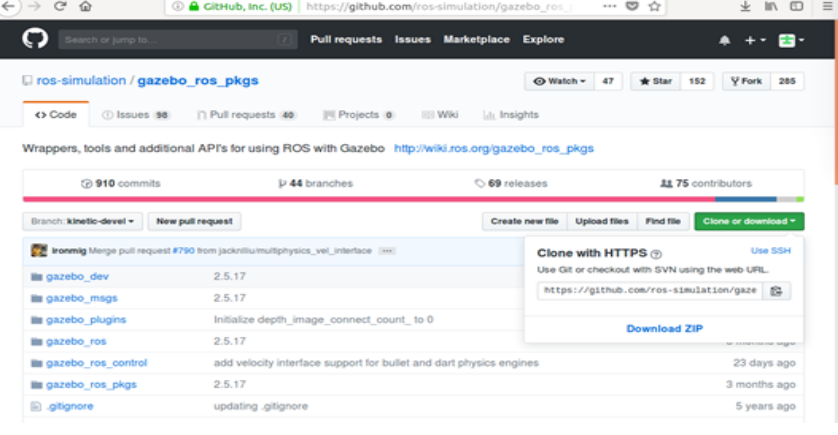 GitHub, Inc. (US) https://github.com/ros-simulation/gazebo_ros_
Search or jump to... / Pull requests Issues Marketplace Explore
ros-simulation / gazebo_ros_pkgs Watch 47 Star 152 Fork 285
Code Issues 98 Pull requests 40 Projects 0 Wiki Insights
Wrappers, tools and additional API's for using ROS with Gazebo http://wiki.ros.org/gazebo_ros_pkgs
910 commits 44 branches 69 releases 75 contributors
Branch: kinetic-devel New pull request Create new file Upload files Find file Clone or download
ironmig Merge pull request #790 from jacknlliu/multiphysics_vel_interface ...
Clone with HTTPS ? Use SSH
Use Git or checkout with SVN using the web URL.
https://github.com/ros-simulation/gaze
Download ZIP
gazebo_dev 2.5.17
gazebo_msgs 2.5.17
gazebo_plugins Initialize depth_image_connect_count_ to 0
gazebo_ros 2.5.17 months ago
gazebo_ros_control add velocity interface support for bullet and dart physics engines 23 days ago
gazebo_ros_pkgs 2.5.17 3 months ago
.gitignore updating .gitignore 5 years ago